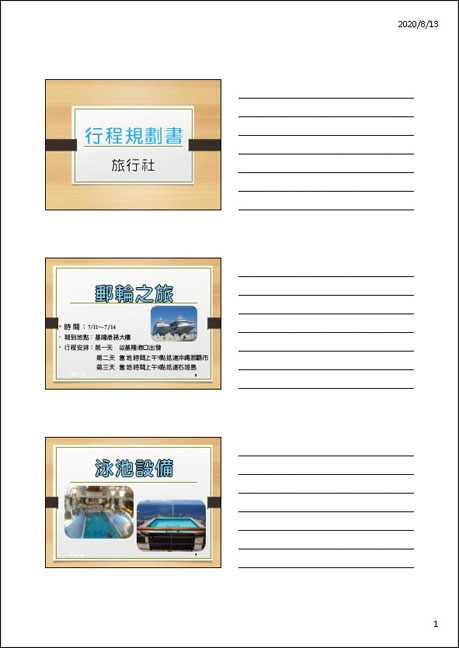 2020/8/13
行程規劃書
旅行社
郵輪之旅
時間：7/11~7/14
報到地點：基隆港務大樓
行程安排：第一天 從基隆港口出發
第二天 當地時間上午
點抵達沖繩那霸市
第三天 當地時間上午
點抵達石垣島
泳池設備
1